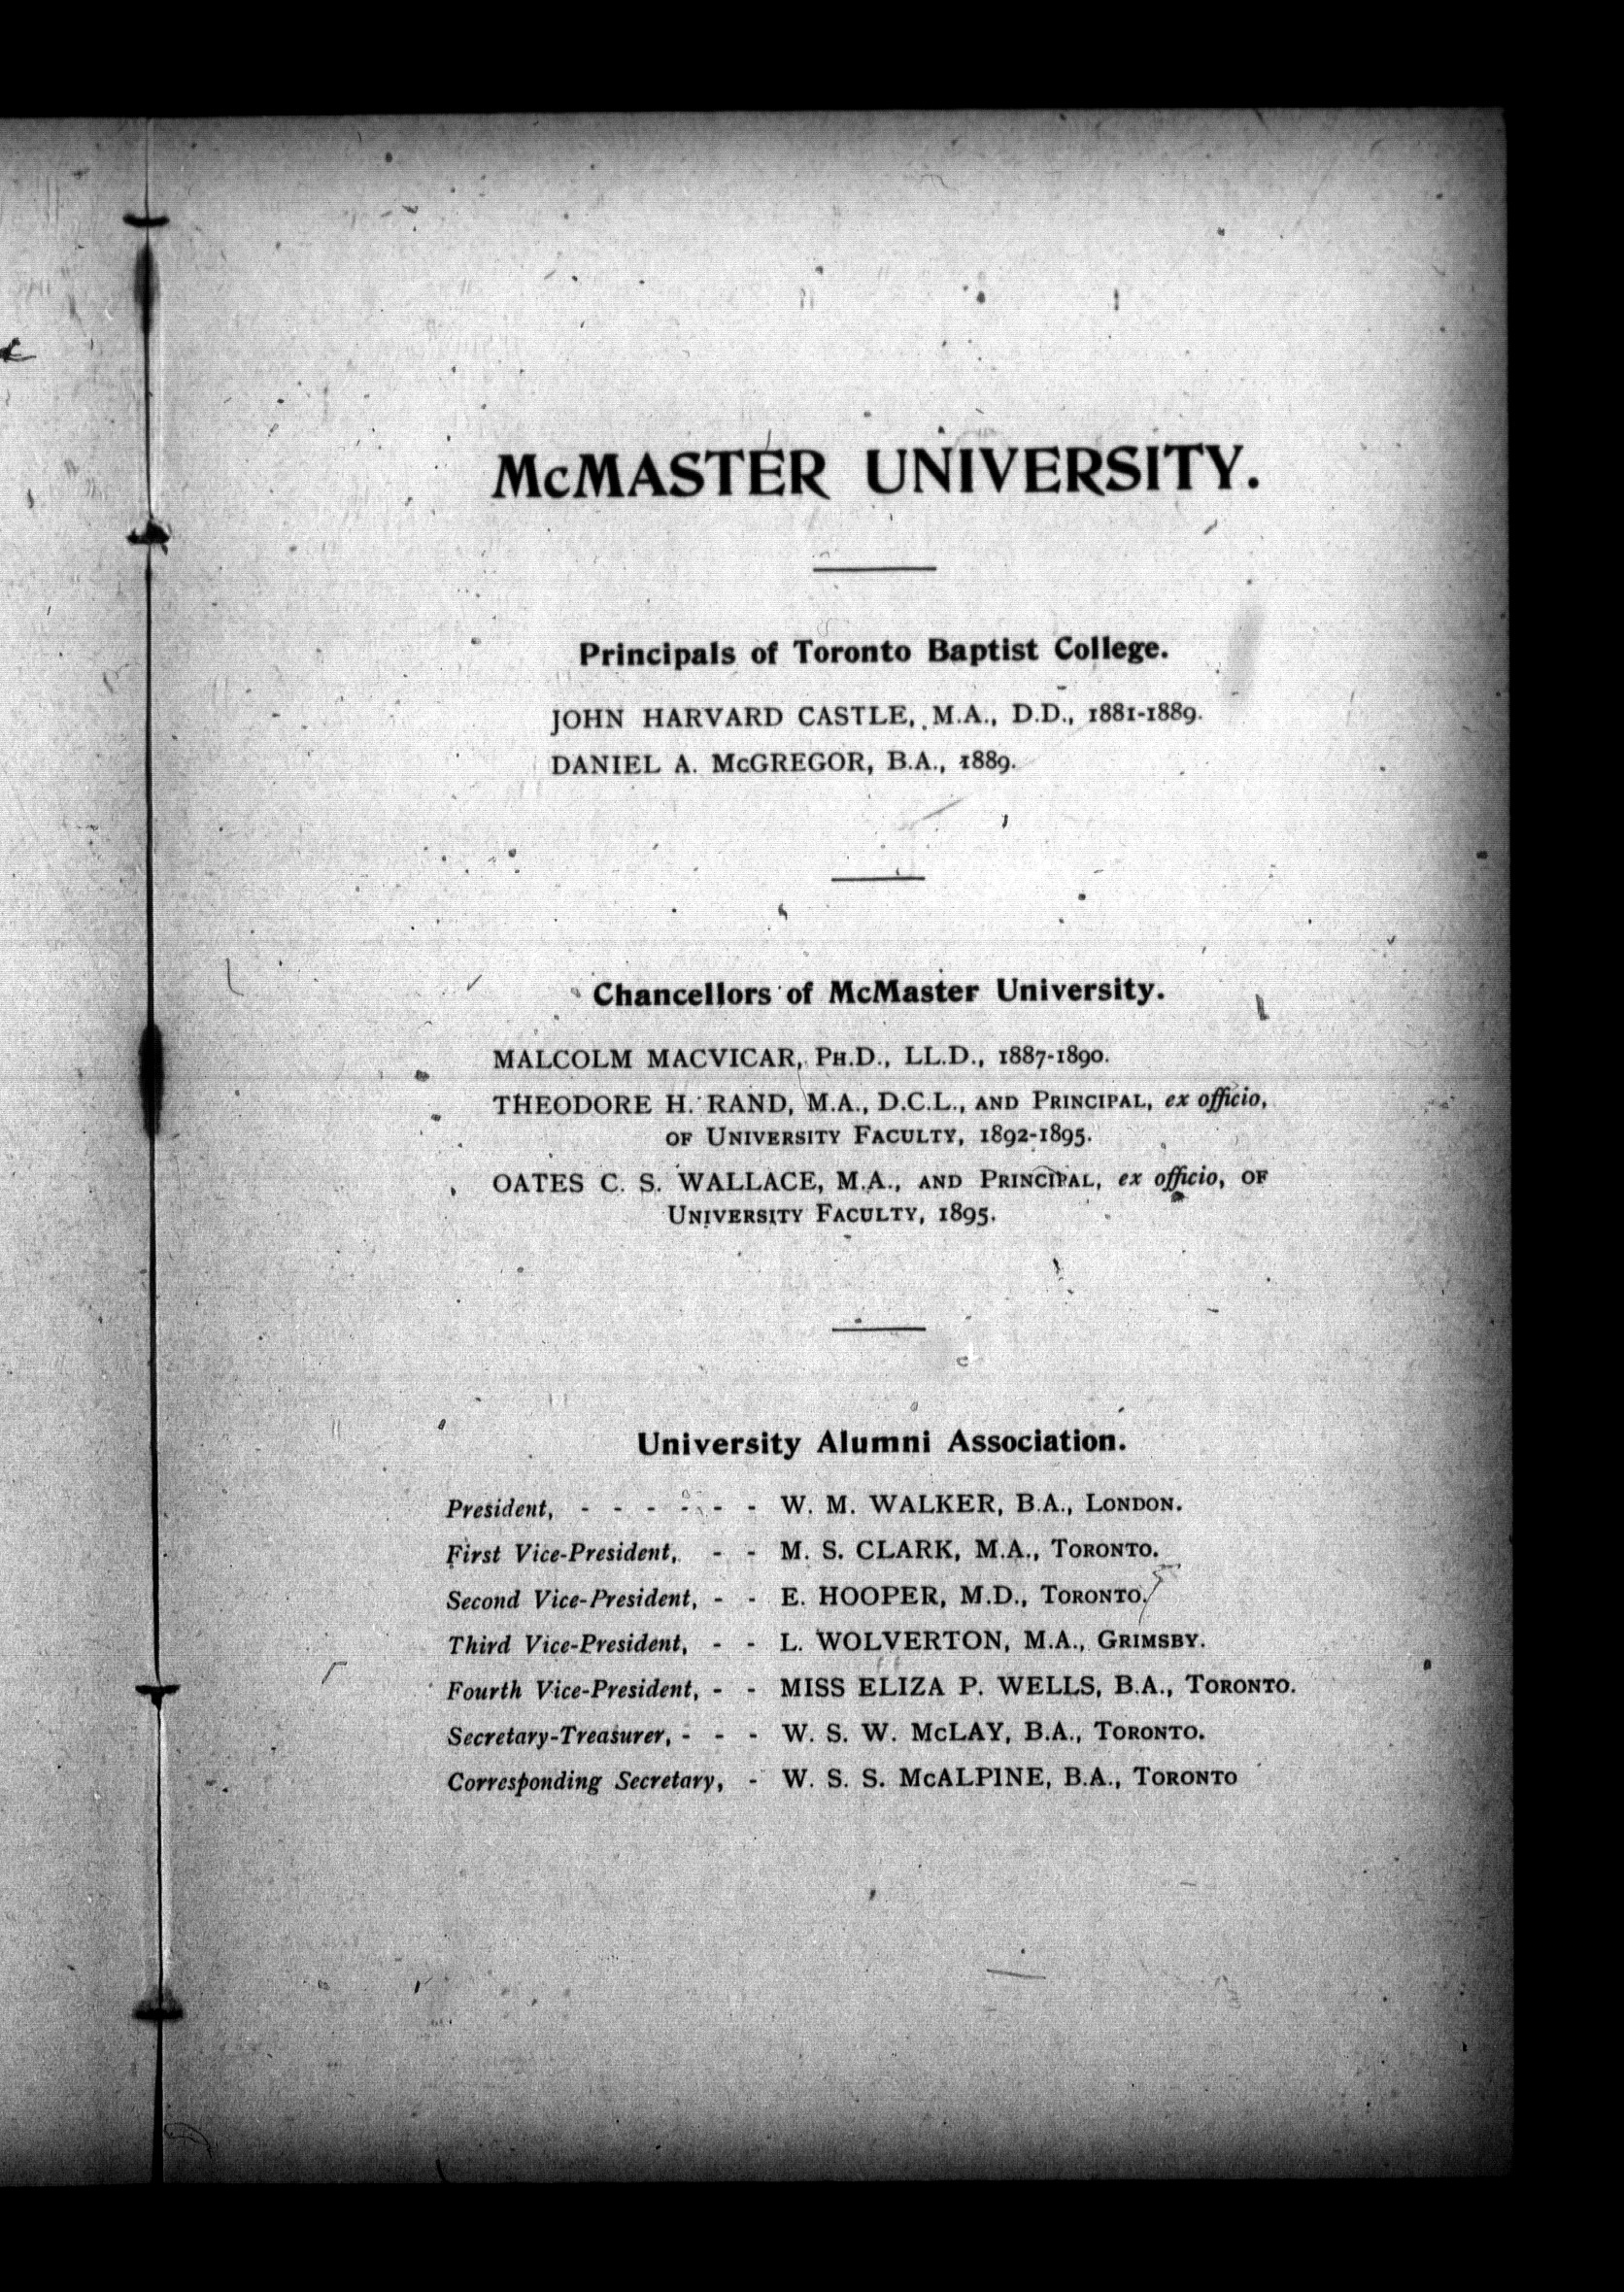 McMASTER UNIVERSITY.
Principals of Toronto Baptist College.
JOHN HARVARD CASTLE, M.A., D.D., 1881-1889.
DANIEL A. McGREGOR, B.A., 1889.
Chancellors of McMaster University.
MALCOLM MACVICAR, PH.D., LL.D., 1887-1890.
THEODORE H. RAND, M.A., D.C.L., AND PRINCIPAL, ex officio,
OF UNIVERSITY FACULTY, 1892-1895.
OATES C. S. WALLACE, M.A., AND PRINCIPAL, ex officio, OF
UNIVERSITY FACULTY, 1895.
University Alumni Association.
President, - - - - - - W. M. WALKER, B.A., LONDON.
First Vice-President, - - M. S. CLARK, M.A., TORONTO.
Second Vice-President, - - E. HOOPER, M.D., TORONTO.
Third Vice-President, - - L. WOLVERTON, M.A., GRIMSBY.
Fourth Vice-President, - - MISS ELIZA P. WELLS, B.A., TORONTO.
Secretary-Treasurer, - - - W. S. W. McLAY, B.A., TORONTO.
Corresponding Secretary, - W. S. S. McALPINE, B.A., TORONTO